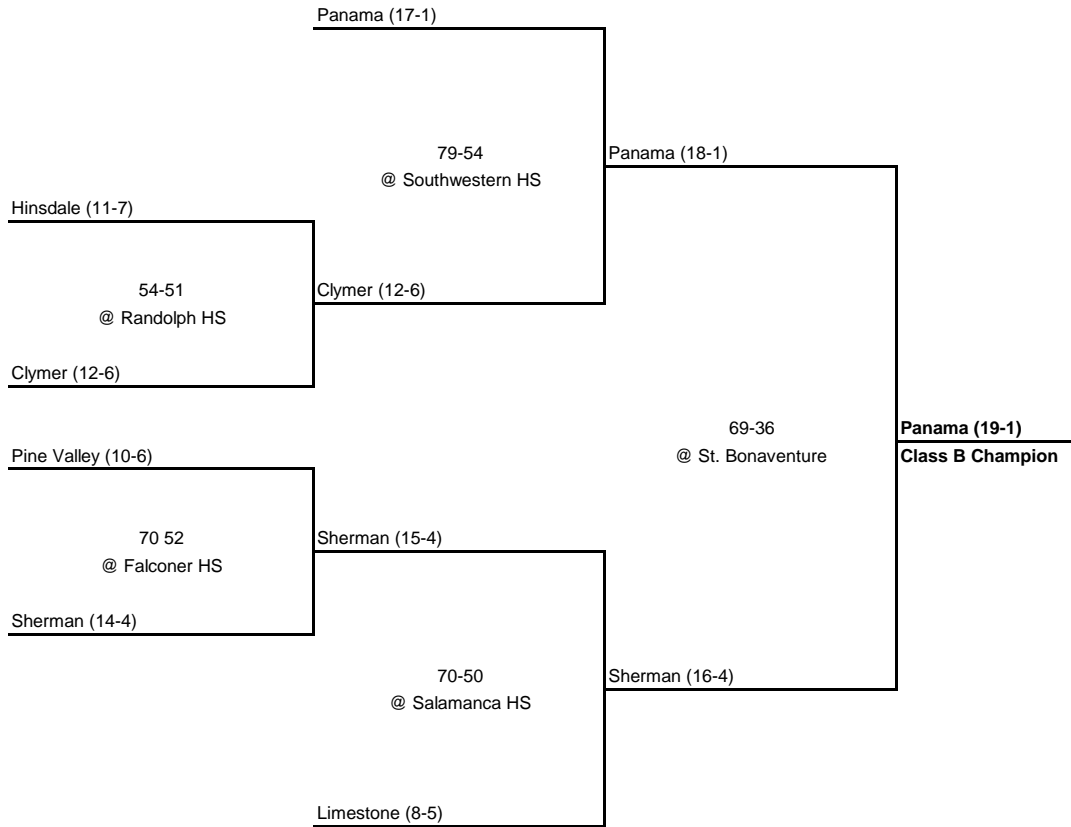 Panama (17-1)
79-54
@ Southwestern HS
Panama (18-1)
Hinsdale (11-7)
54-51
@ Randolph HS
Clymer (12-6)
Clymer (12-6)
69-36
@ St. Bonaventure
Panama (19-1)
Class B Champion
Pine Valley (10-6)
70 52
@ Falconer HS
Sherman (15-4)
Sherman (14-4)
70-50
@ Salamanca HS
Sherman (16-4)
Limestone (8-5)